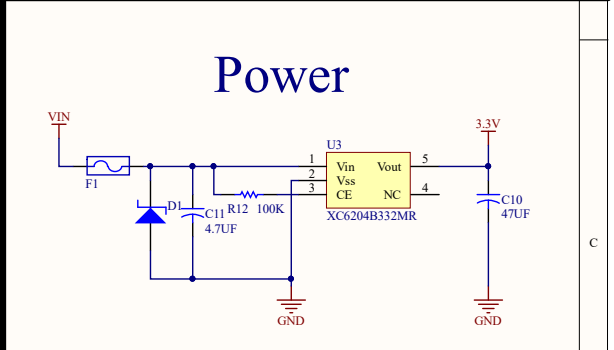 Power
VIN
3.3V
U3
1
Vin
Vout
5
2
Vss
3
CE
NC
4
F1
D1
C11
4.7UF
R12
100K
XC6204B332MR
C10
47UF
C
GND
GND